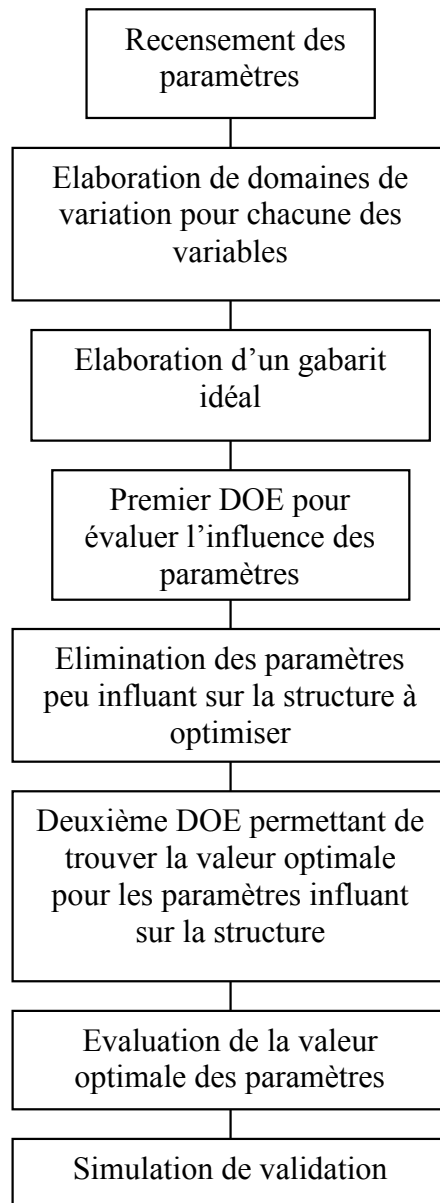 Recensement des
paramètres
Elaboration de domaines de
variation pour chacune des
variables
Elaboration d’un gabarit
idéal
Premier DOE pour
évaluer l’influence des
paramètres
Elimination des paramètres
peu influant sur la structure à
optimiser
Deuxième DOE permettant de
trouver la valeur optimale
pour les paramètres influant
sur la structure
Evaluation de la valeur
optimale des paramètres
Simulation de validation